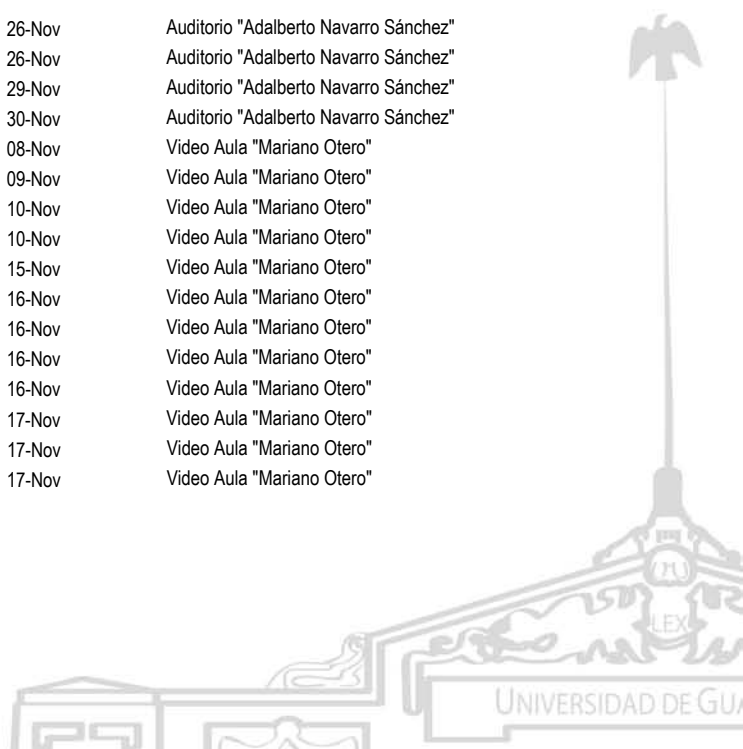 26-Nov Auditorio "Adalberto Navarro Sánchez"
26-Nov Auditorio "Adalberto Navarro Sánchez"
29-Nov Auditorio "Adalberto Navarro Sánchez"
30-Nov Auditorio "Adalberto Navarro Sánchez"
08-Nov Video Aula "Mariano Otero"
09-Nov Video Aula "Mariano Otero"
10-Nov Video Aula "Mariano Otero"
10-Nov Video Aula "Mariano Otero"
15-Nov Video Aula "Mariano Otero"
16-Nov Video Aula "Mariano Otero"
16-Nov Video Aula "Mariano Otero"
16-Nov Video Aula "Mariano Otero"
16-Nov Video Aula "Mariano Otero"
17-Nov Video Aula "Mariano Otero"
17-Nov Video Aula "Mariano Otero"
17-Nov Video Aula "Mariano Otero"
LEX
UNIVERSIDAD DE GUA